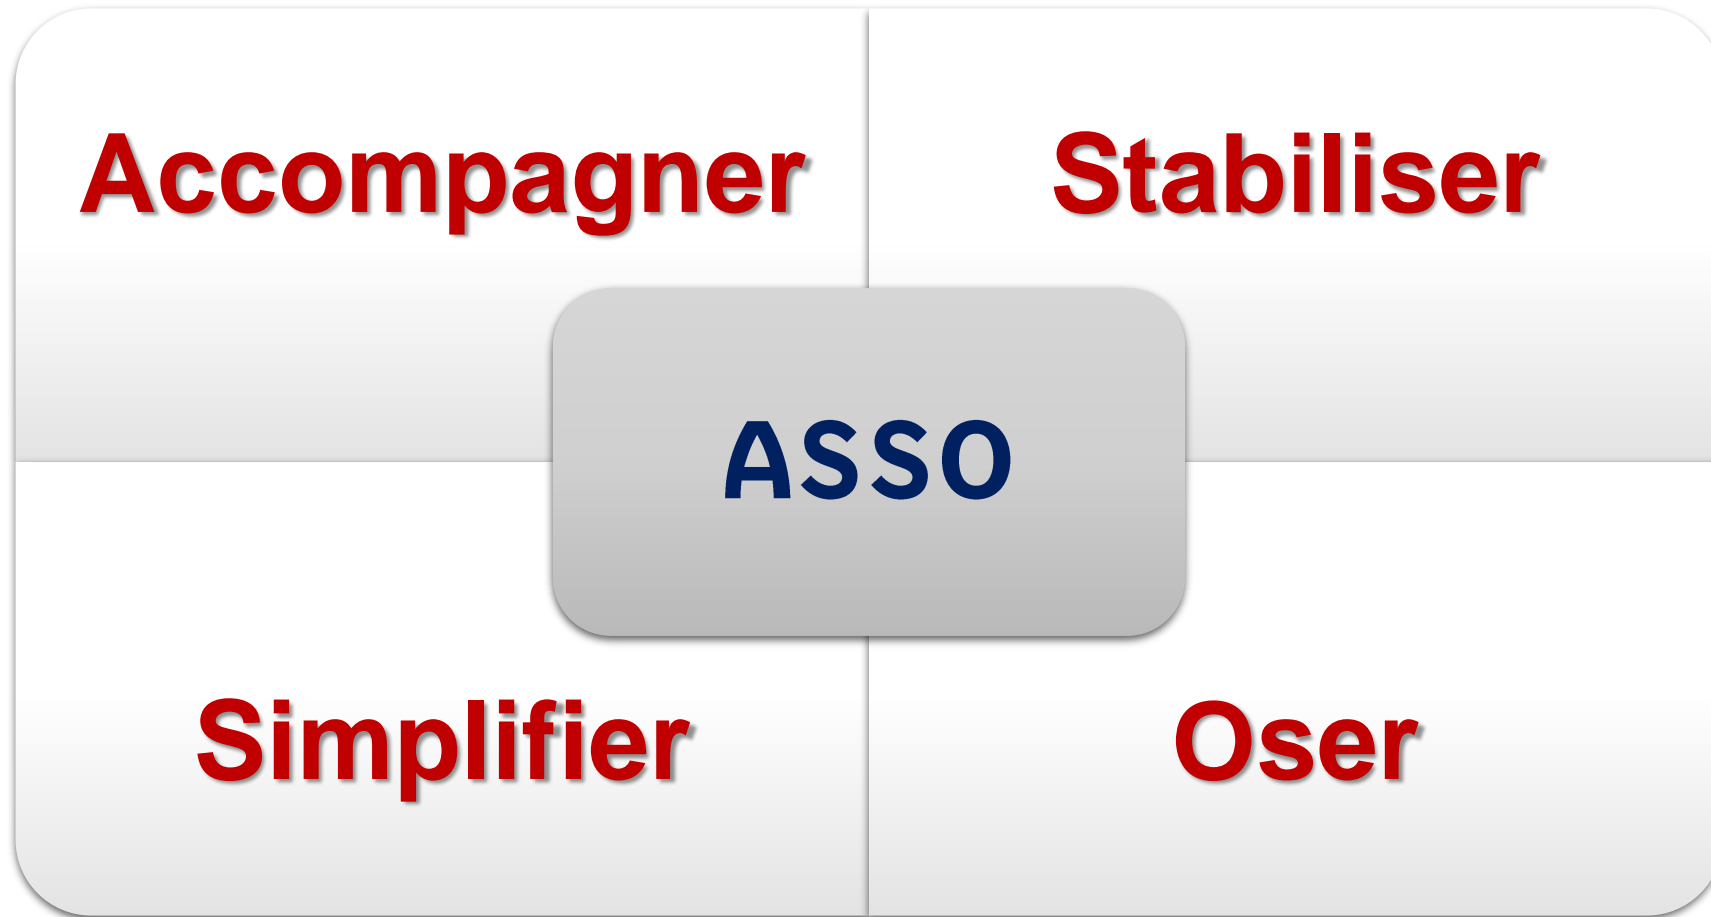 Accompagner
Stabiliser
ASSO
Simplifier
Oser